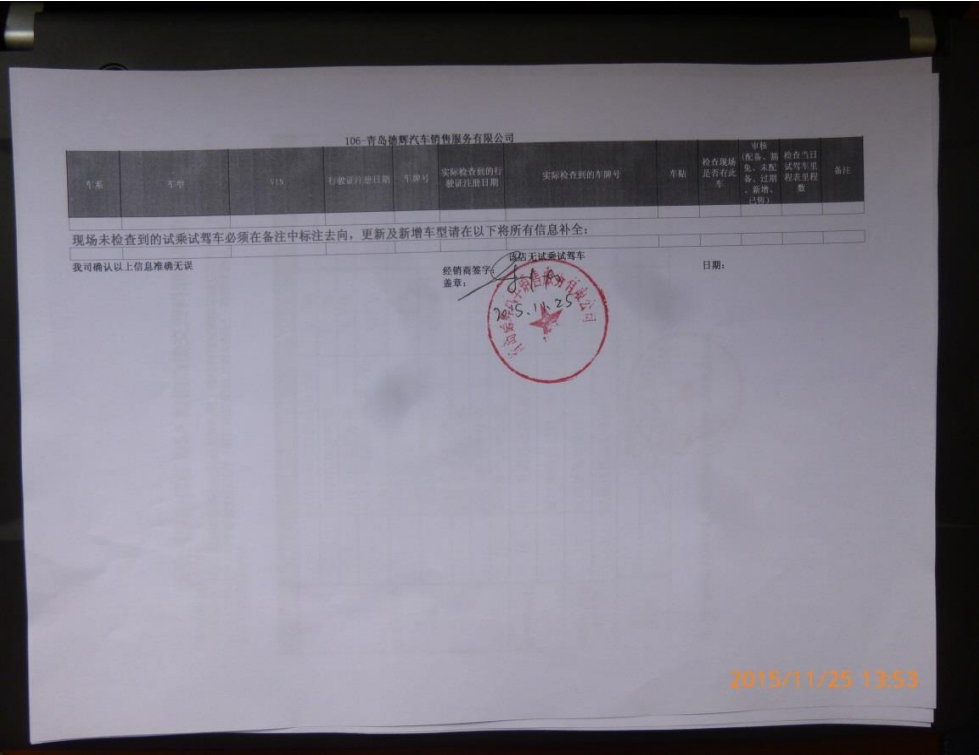 106-青岛德辉汽车销售服务有限公司
车系 车型 VIN 行驶证注册日期 车牌号 实际检查到的行驶证注册日期 实际检查到的车牌号 车贴 检查现场是否有此车 审核(配备、豁免、未配备、过期、新增、已售) 检查当日试驾车里程表里程数 备注
现场未检查到的试乘试驾车必须在备注中标注去向，更新及新增车型请在以下将所有信息补全：
该店无试乘试驾车
我司确认以上信息准确无误 经销商签字： 日期：
盖章：
2015.11.25
2015/11/25 13:53